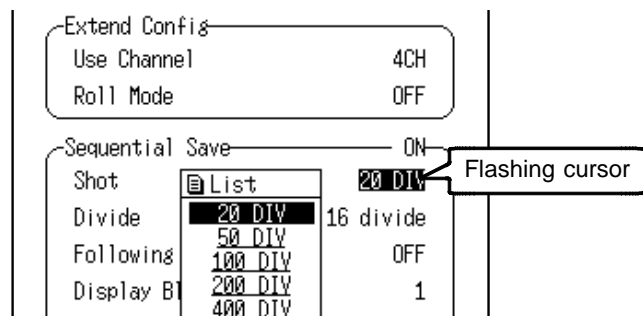 Extend Config
Use Channel 4CH
Roll Mode OFF
Sequential Save ON
Shot 20 DIV
Flashing cursor
List
Divide 16 divide
20 DIV
50 DIV
Following OFF
100 DIV
Display Bl 1
200 DIV
400 DIV